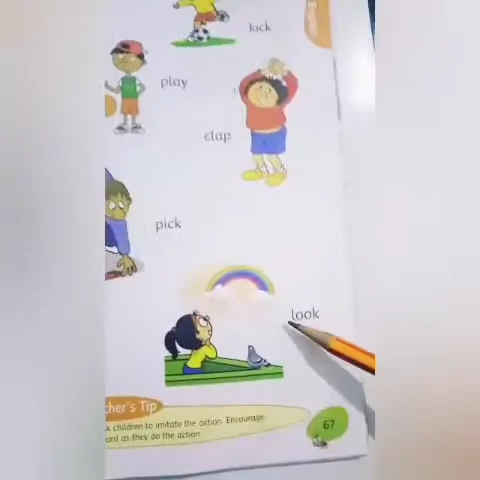 English
kick
play
clap
pick
look
cher's Tip
k children to imitate the action. Encourage
ord as they do the action
67